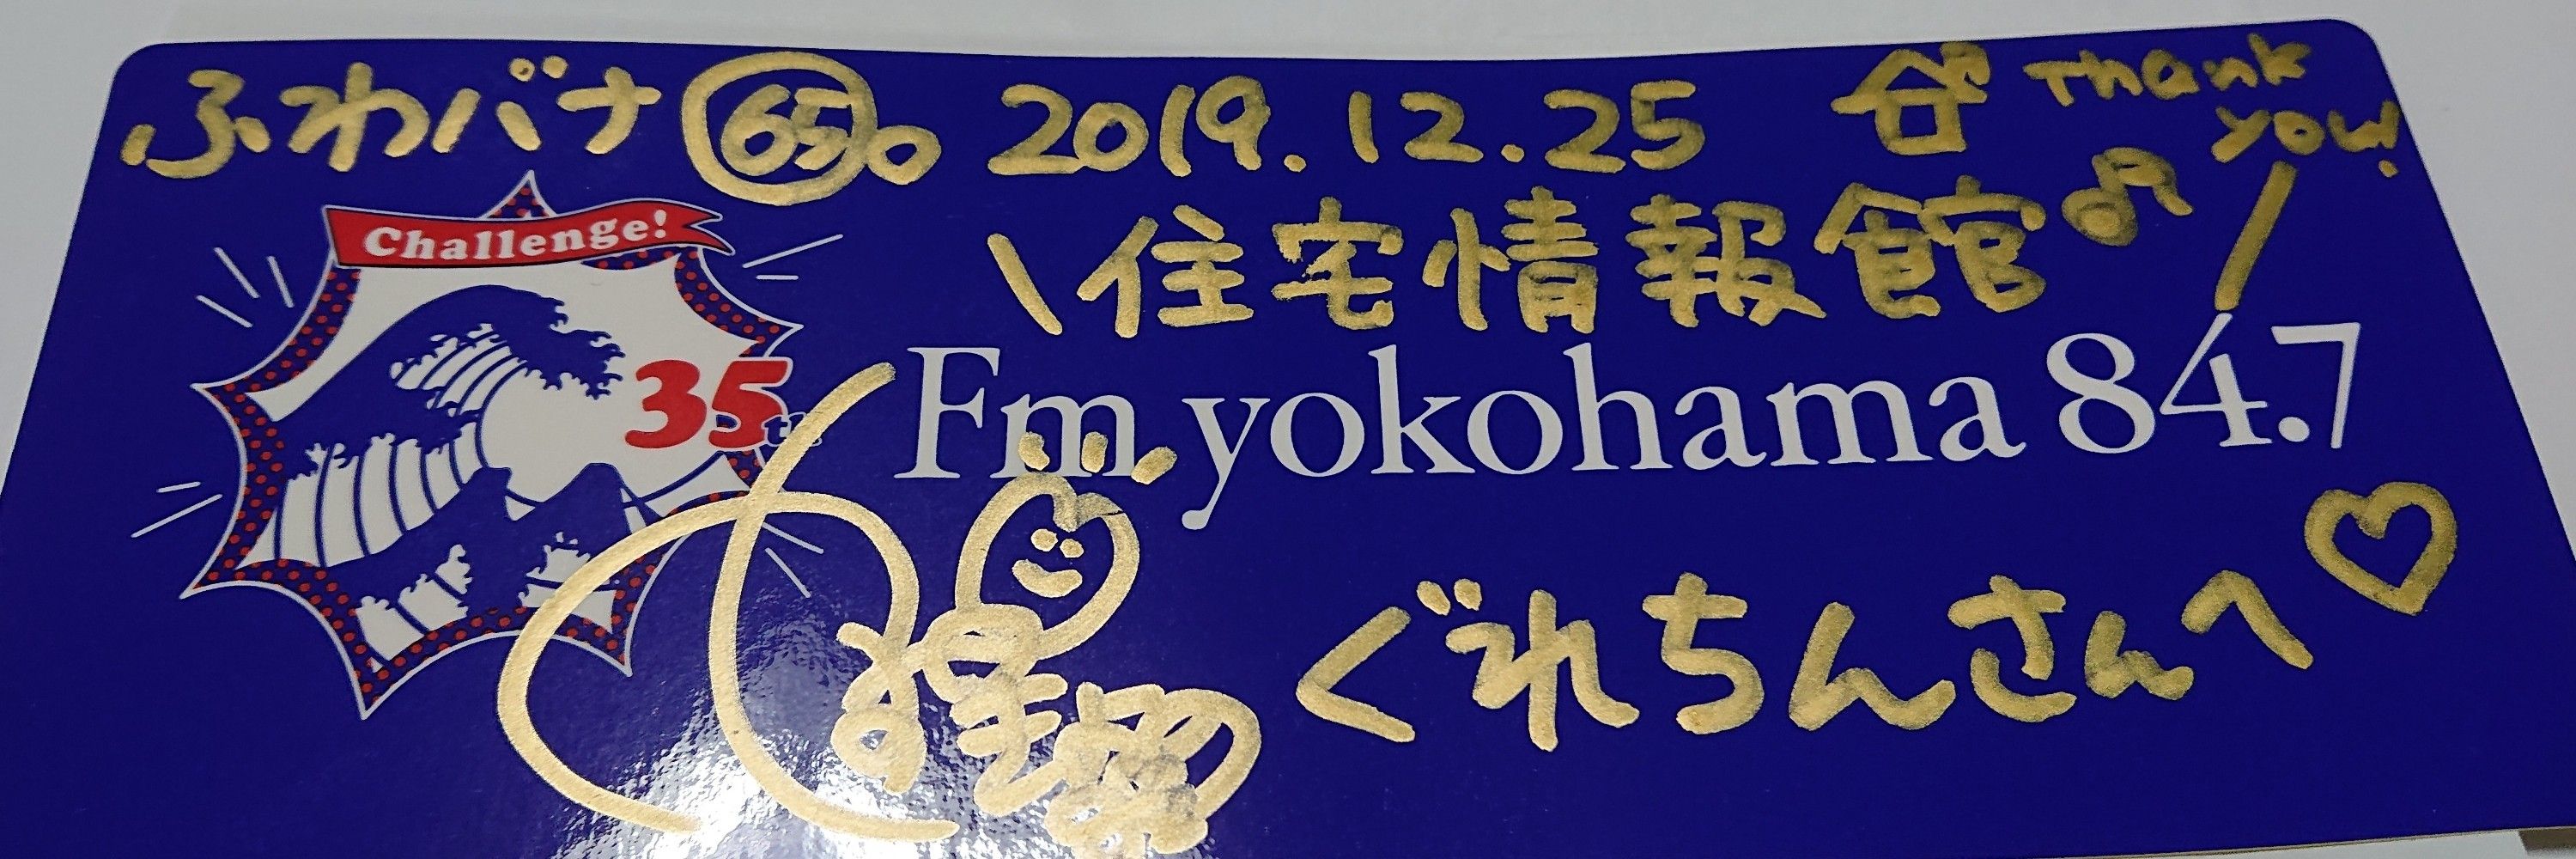 ふわバナ 65。 2019.12.25
Thank
you!
Challenge!
\住宅情報館♪/
35th
Fm yokohama 84.7
ぐれちんさんへ♡